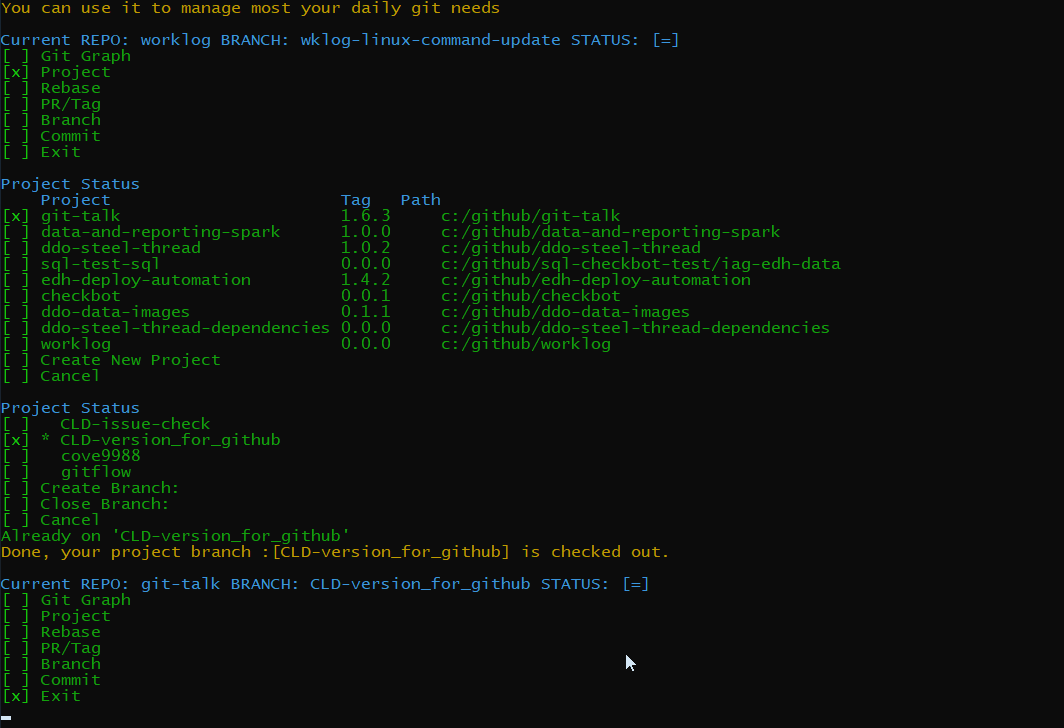 You can use it to manage most your daily git needs
Current REPO: worklog BRANCH: wklog-linux-command-update STATUS: [=]
[ ] Git Graph
[x] Project
[ ] Rebase
[ ] PR/Tag
[ ] Branch
[ ] Commit
[ ] Exit
Project Status
Project Tag Path
[x] git-talk 1.6.3 c:/github/git-talk
[ ] data-and-reporting-spark 1.0.0 c:/github/data-and-reporting-spark
[ ] ddo-steel-thread 1.0.2 c:/github/ddo-steel-thread
[ ] sql-test-sql 0.0.0 c:/github/sql-checkbot-test/iag-edh-data
[ ] edh-deploy-automation 1.4.2 c:/github/edh-deploy-automation
[ ] checkbot 0.0.1 c:/github/checkbot
[ ] ddo-data-images 0.1.1 c:/github/ddo-data-images
[ ] ddo-steel-thread-dependencies 0.0.0 c:/github/ddo-steel-thread-dependencies
[ ] worklog 0.0.0 c:/github/worklog
[ ] Create New Project
[ ] Cancel
Project Status
[ ] CLD-issue-check
[x] * CLD-version_for_github
[ ] cove9988
[ ] gitflow
[ ] Create Branch:
[ ] Close Branch:
[ ] Cancel
Already on 'CLD-version_for_github'
Done, your project branch :[CLD-version_for_github] is checked out.
Current REPO: git-talk BRANCH: CLD-version_for_github STATUS: [=]
[ ] Git Graph
[ ] Project
[ ] Rebase
[ ] PR/Tag
[ ] Branch
[ ] Commit
[x] Exit